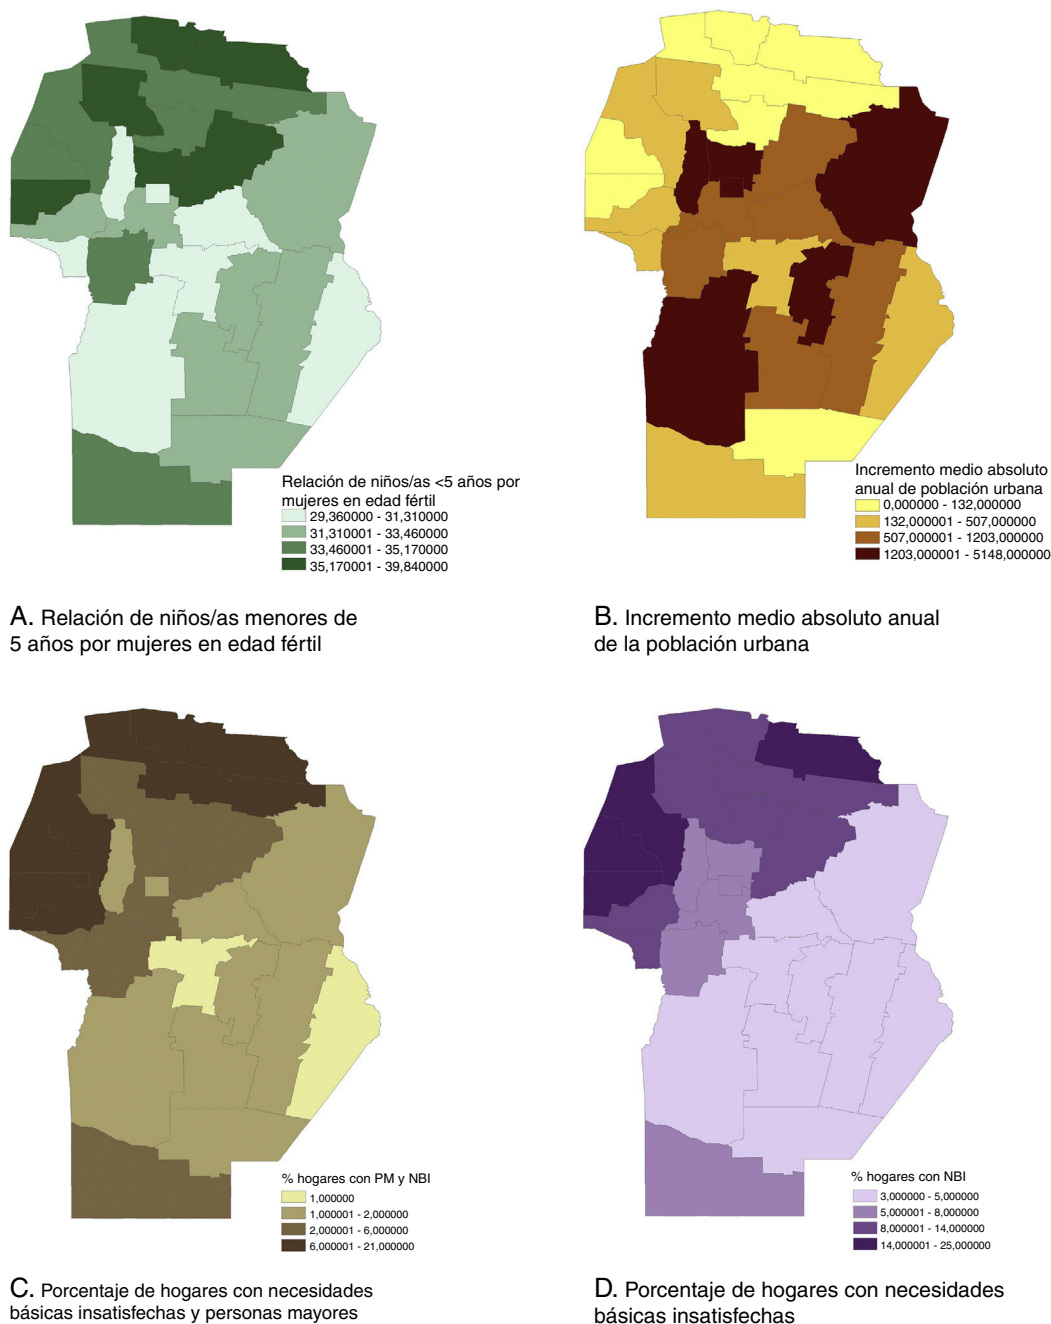 Relación de niños/as <5 años por
mujeres en edad fértil
29,360000 - 31,310000
31,310001 - 33,460000
33,460001 - 35,170000
35,170001 - 39,840000
A. Relación de niños/as menores de
5 años por mujeres en edad fértil
Incremento medio absoluto
anual de población urbana
0,000000 - 132,000000
132,000001 - 507,000000
507,000001 - 1203,000000
1203,000001 - 5148,000000
B. Incremento medio absoluto anual
de la población urbana
% hogares con PM y NBI
1,000000
1,000001 - 2,000000
2,000001 - 6,000000
6,000001 - 21,000000
C. Porcentaje de hogares con necesidades
básicas insatisfechas y personas mayores
% hogares con NBI
3,000000 - 5,000000
5,000001 - 8,000000
8,000001 - 14,000000
14,000001 - 25,000000
D. Porcentaje de hogares con necesidades
básicas insatisfechas